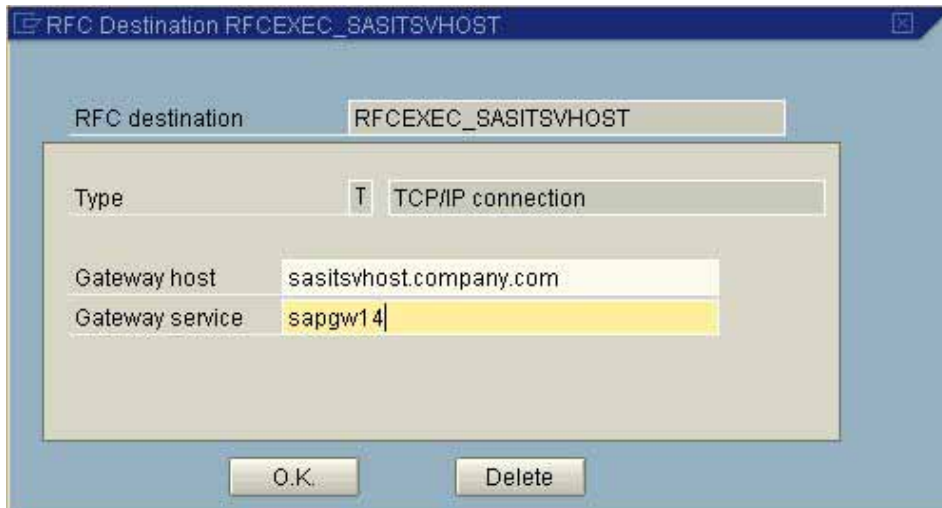 RFC Destination RFCEXEC_SASITSVHOST
RFC destination RFCEXEC_SASITSVHOST
Type T TCP/IP connection
Gateway host sasitsvhost.company.com
Gateway service sapgw14
O.K. Delete